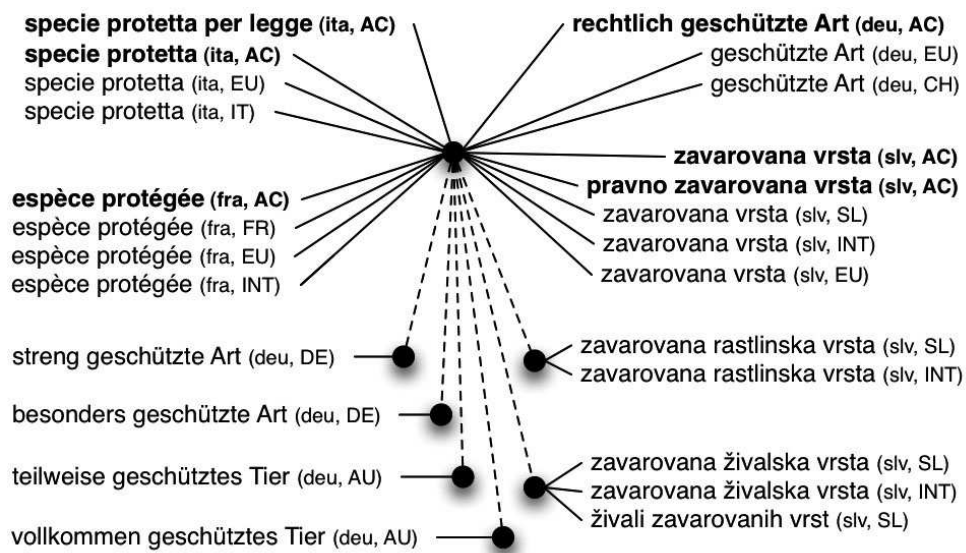 specie protetta per legge (ita, AC)
specie protetta (ita, AC)
specie protetta (ita, EU)
specie protetta (ita, IT)
rechtlich geschützte Art (deu, AC)
geschützte Art (deu, EU)
geschützte Art (deu, CH)
espèce protégée (fra, AC)
espèce protégée (fra, FR)
espèce protégée (fra, EU)
espèce protégée (fra, INT)
zavarovana vrsta (slv, AC)
pravno zavarovana vrsta (slv, AC)
zavarovana vrsta (slv, SL)
zavarovana vrsta (slv, INT)
zavarovana vrsta (slv, EU)
streng geschützte Art (deu, DE)
besonders geschützte Art (deu, DE)
teilweise geschütztes Tier (deu, AU)
vollkommen geschütztes Tier (deu, AU)
zavarovana rastlinska vrsta (slv, SL)
zavarovana rastlinska vrsta (slv, INT)
zavarovana živalska vrsta (slv, SL)
zavarovana živalska vrsta (slv, INT)
živali zavarovanih vrst (slv, SL)